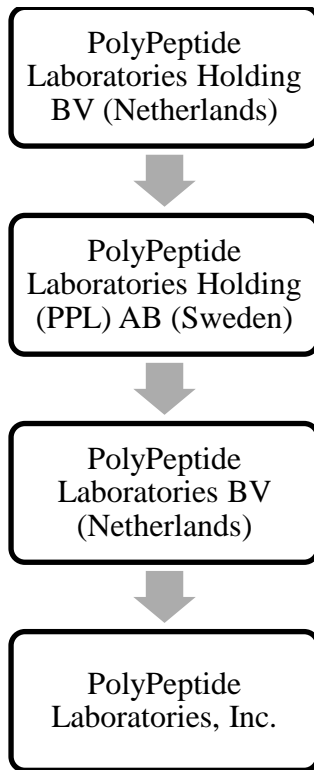 PolyPeptide
Laboratories Holding
BV (Netherlands)
PolyPeptide
Laboratories Holding
(PPL) AB (Sweden)
PolyPeptide
Laboratories BV
(Netherlands)
PolyPeptide
Laboratories, Inc.